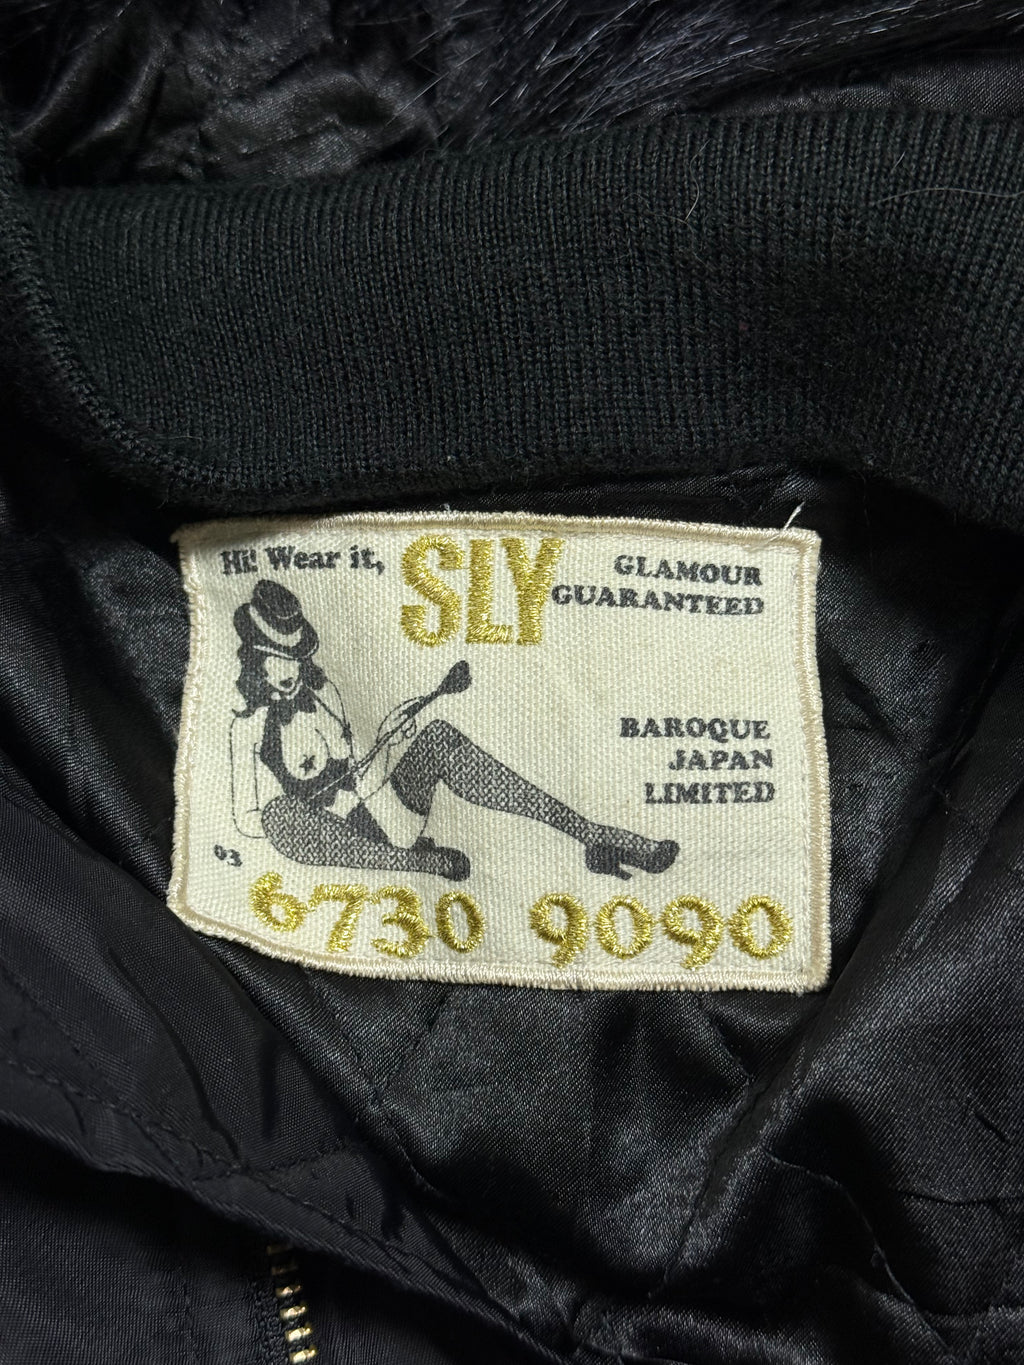 Hi! Wear it,
SLY
GLAMOUR
GUARANTEED
BAROQUE
JAPAN
LIMITED
03
6730 9090